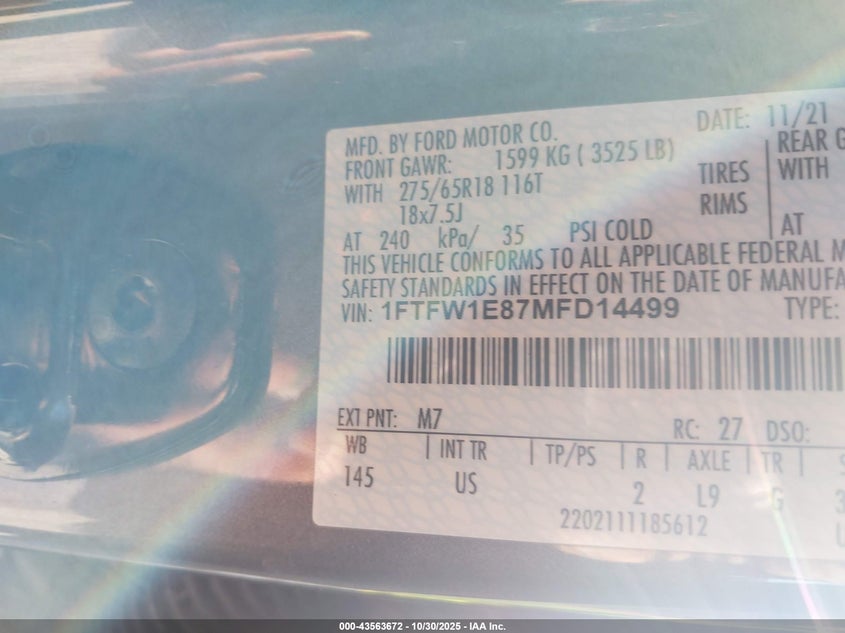 MFD. BY FORD MOTOR CO. DATE: 11/21
FRONT GAWR: 1599 KG ( 3525 LB) REAR G
WITH 275/65R18 116T TIRES WITH
18x7.5J RIMS
AT 240 kPa/ 35 PSI COLD AT
THIS VEHICLE CONFORMS TO ALL APPLICABLE FEDERAL M
SAFETY STANDARDS IN EFFECT ON THE DATE OF MANUFA
VIN: 1FTFW1E87MFD14499 TYPE:
EXT PNT: M7 RC: 27 DSO:
WB | INT TR | TP/PS | R | AXLE | TR | S
145 US 2 L9 G 3
2202111185612 U
000-43563672 - 10/30/2025 - IAA Inc.